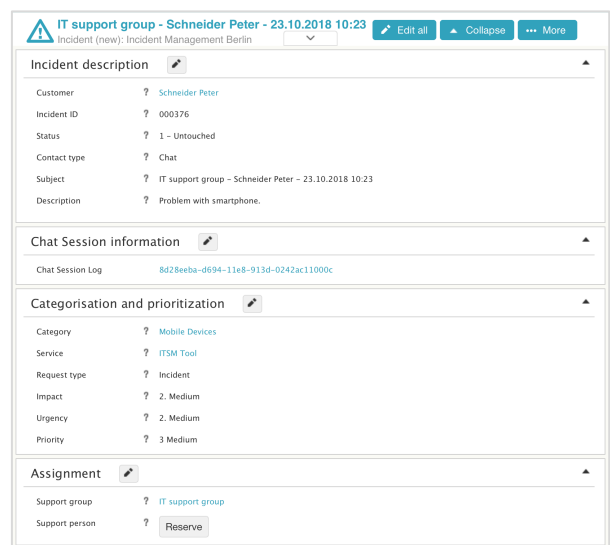 IT support group - Schneider Peter - 23.10.2018 10:23
Incident (new): Incident Management Berlin
Edit all
Collapse
More
Incident description
Customer ? Schneider Peter
Incident ID ? 000376
Status ? 1 – Untouched
Contact type ? Chat
Subject ? IT support group – Schneider Peter – 23.10.2018 10:23
Description ? Problem with smartphone.
Chat Session information
Chat Session Log 8d28eeba-d694-11e8-913d-0242ac11000c
Categorisation and prioritization
Category ? Mobile Devices
Service ? ITSM Tool
Request type ? Incident
Impact ? 2. Medium
Urgency ? 2. Medium
Priority ? 3 Medium
Assignment
Support group ? IT support group
Support person ? Reserve